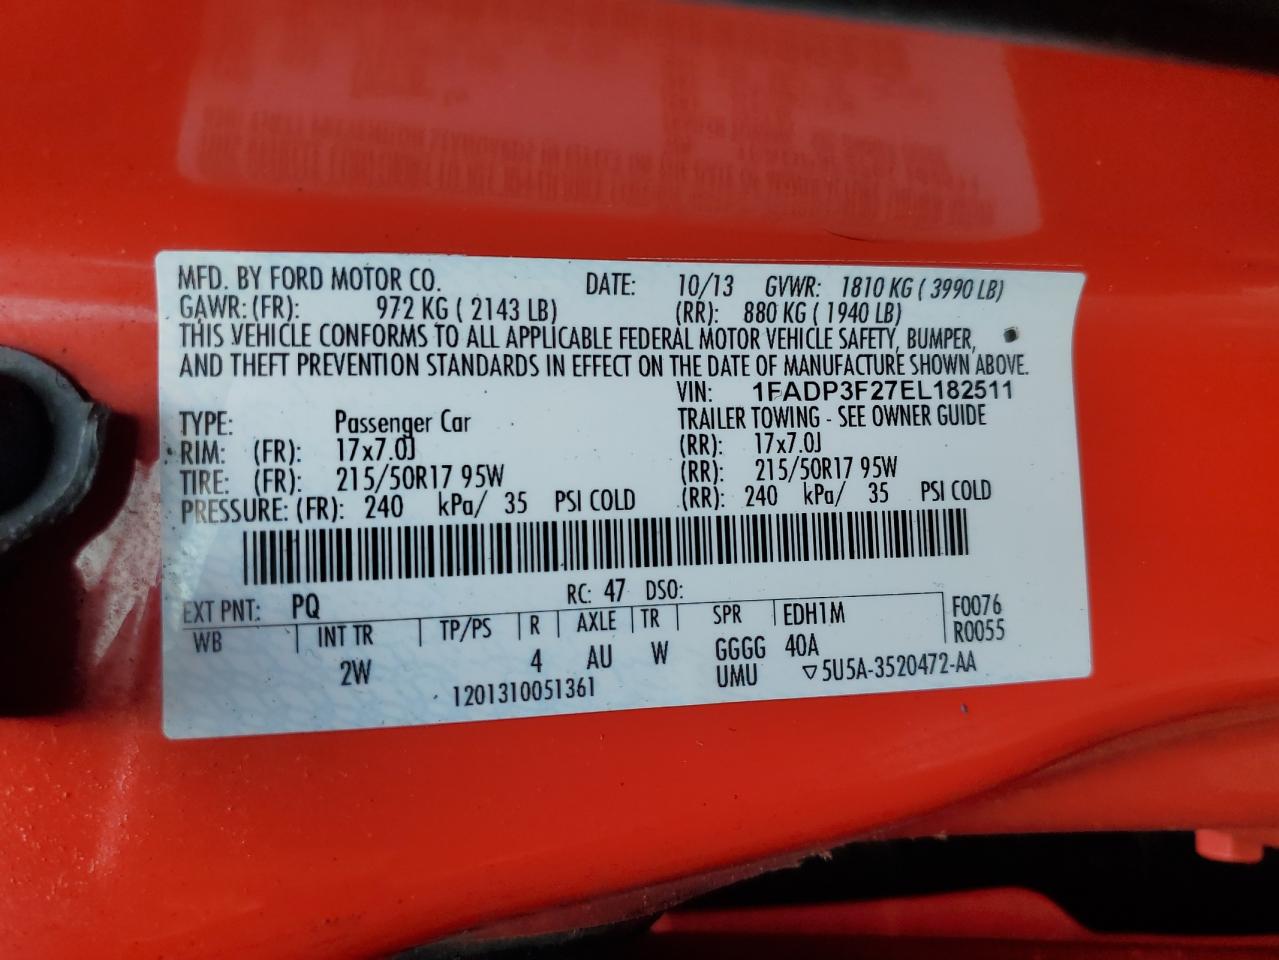 MFD. BY FORD MOTOR CO. DATE: 10/13 GVWR: 1810 KG ( 3990 LB)
GAWR: (FR): 972 KG ( 2143 LB) (RR): 880 KG ( 1940 LB)
THIS VEHICLE CONFORMS TO ALL APPLICABLE FEDERAL MOTOR VEHICLE SAFETY, BUMPER,
AND THEFT PREVENTION STANDARDS IN EFFECT ON THE DATE OF MANUFACTURE SHOWN ABOVE.
VIN: 1FADP3F27EL182511
TYPE: Passenger Car TRAILER TOWING - SEE OWNER GUIDE
RIM: (FR): 17x7.0J (RR): 17x7.0J
TIRE: (FR): 215/50R17 95W (RR): 215/50R17 95W
PRESSURE: (FR): 240 kPa/ 35 PSI COLD (RR): 240 kPa/ 35 PSI COLD
EXT PNT: PQ RC: 47 DSO: F0076
WB INT TR TP/PS R AXLE TR SPR EDH1M R0055
2W 4 AU W GGGG 40A
1201310051361 UMU ▽5U5A-3520472-AA